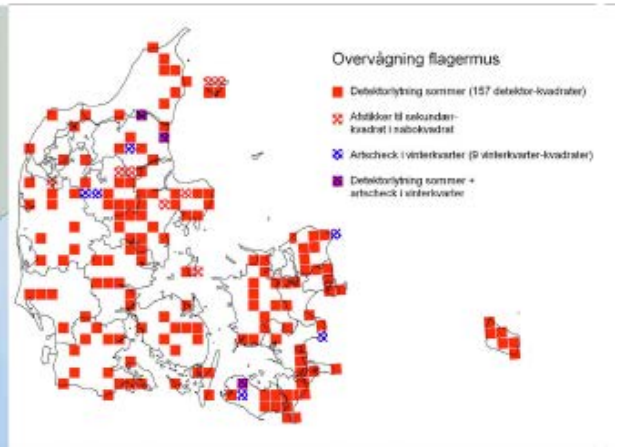 Overvågning flagermus
Detektorlytning sommer (157 detektor-kvadrater)
Afstikker til sekundær-
kvadrat i nabokvadrat
Artscheck i vinterkvarter (9 vinterkvarter-kvadrater)
Detektorlytning sommer +
artscheck i vinterkvarter